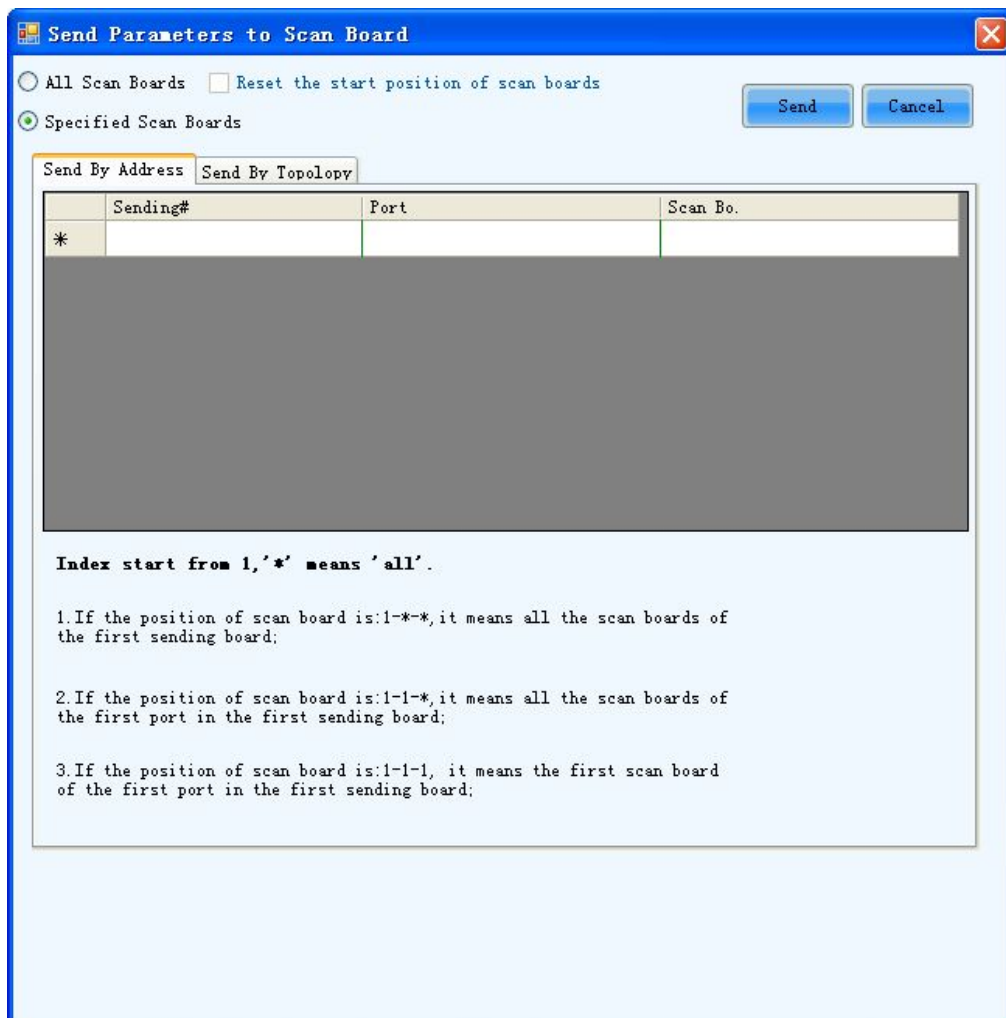 Send Parameters to Scan Board
All Scan Boards Reset the start position of scan boards
Specified Scan Boards
Send Cancel
Send By Address Send By Topolopy
Sending# Port Scan Bo.
*
Index start from 1,'*' means 'all'.
1.If the position of scan board is:1-*-*,it means all the scan boards of
the first sending board;
2.If the position of scan board is:1-1-*,it means all the scan boards of
the first port in the first sending board;
3.If the position of scan board is:1-1-1, it means the first scan board
of the first port in the first sending board;